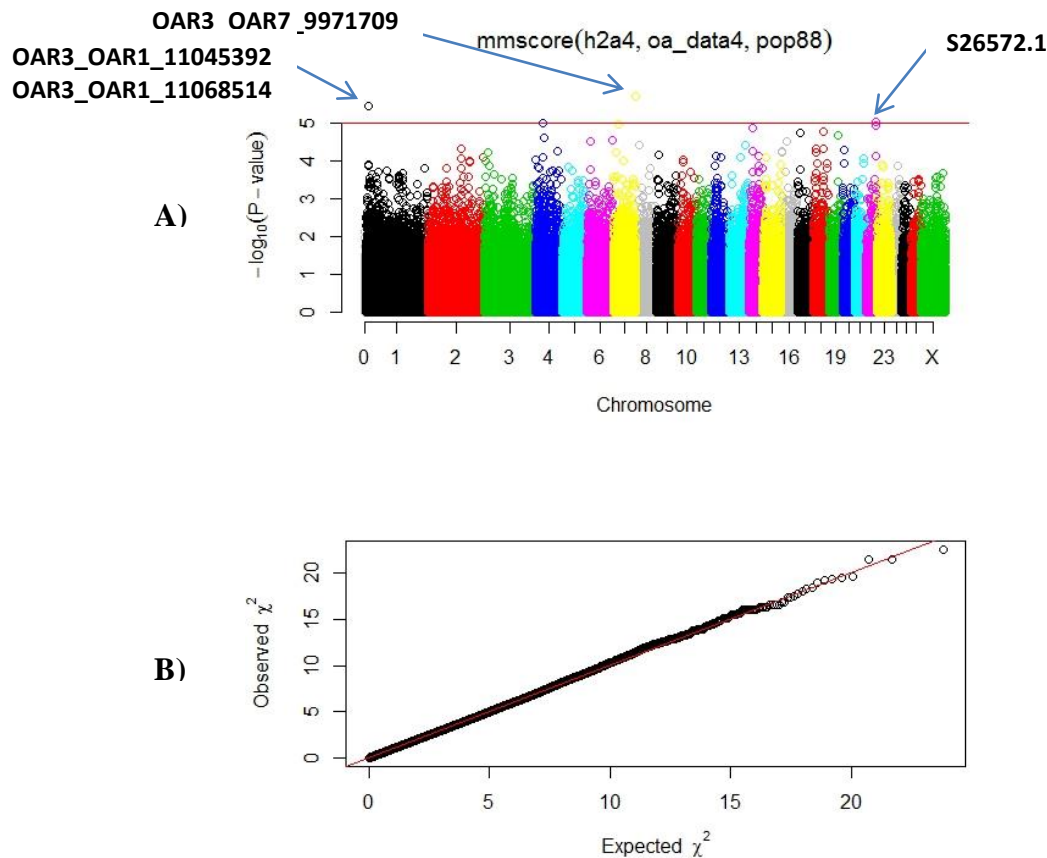 OAR3 OAR7_9971709
mmscore(h2a4, oa_data4, pop88)
S26572.1
OAR3_OAR1_11045392
OAR3_OAR1_11068514
A)
−log10(P − value)
5
4
3
2
1
0
0 1 2 3 4 6 8 10 13 16 19 23 X
Chromosome
B)
Observed χ²
20
15
10
5
0
0 5 10 15 20
Expected χ²